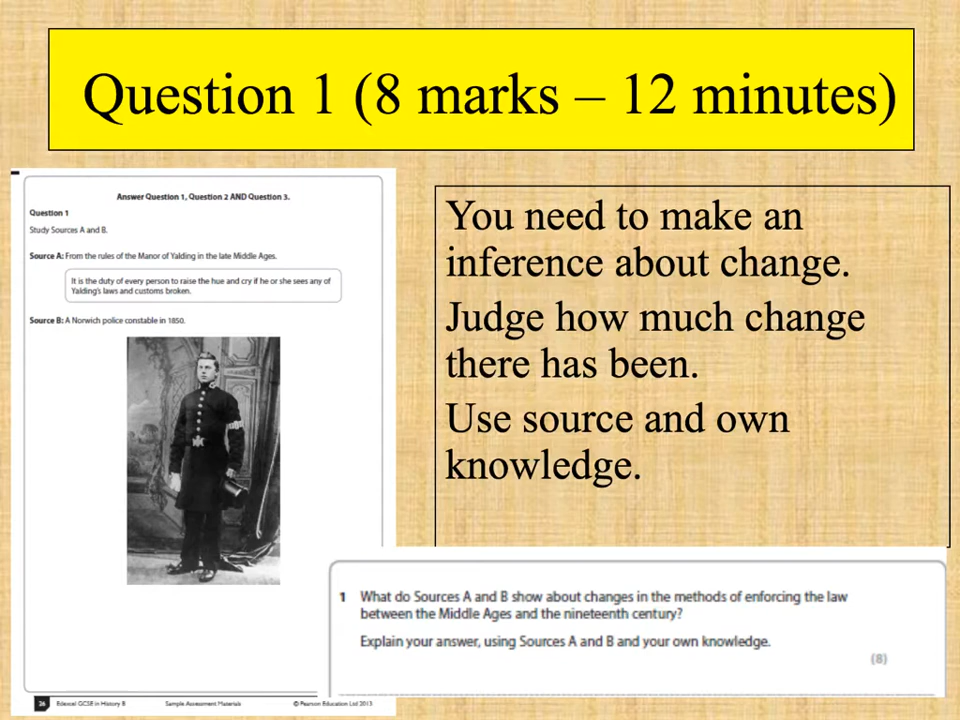 Question 1 (8 marks – 12 minutes)
Answer Question 1, Question 2 AND Question 3.
Question 1
Study Sources A and B.
Source A: From the rules of the Manor of Yalding in the late Middle Ages.
It is the duty of every person to raise the hue and cry if he or she sees any of
Yalding's laws and customs broken.
Source B: A Norwich police constable in 1850.
You need to make an
inference about change.
Judge how much change
there has been.
Use source and own
knowledge.
1 What do Sources A and B show about changes in the methods of enforcing the law
between the Middle Ages and the nineteenth century?
Explain your answer, using Sources A and B and your own knowledge.
(8)
26 Edexcel GCSE in History B Sample Assessment Materials © Pearson Education Ltd 2013